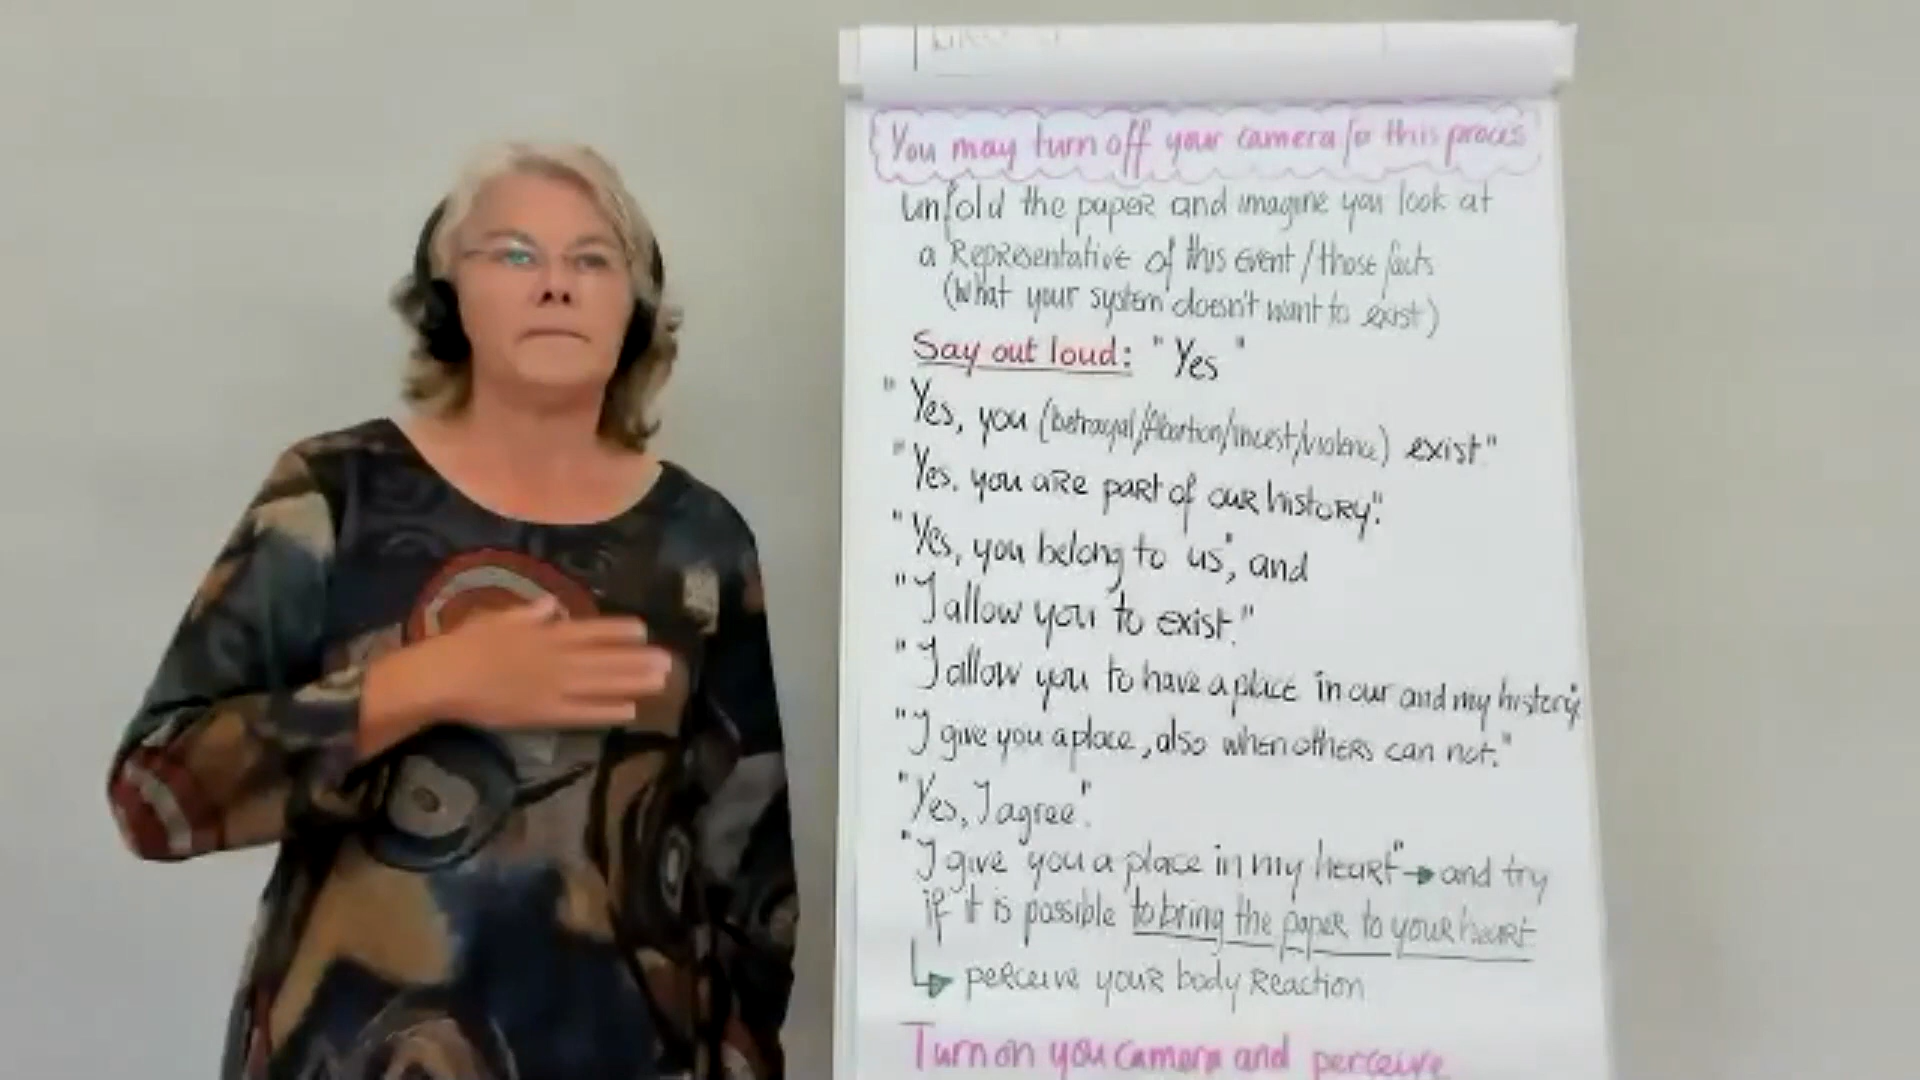 You may turn off your camera fo this proces
Unfold the paper and imagine you look at
a Representative of this event / those facts
(What your system doesn't want to exist)
Say out loud: "Yes"
"Yes, you (betrayal/Abortion/incest/violence) exist"
"Yes, you are part of our history".
"Yes, you belong to us", and
"I allow you to exist."
"I allow you to have a place in our and my history".
"I give you a place, also when others can not."
"Yes, I agree".
"I give you a place in my heart" → and try
if it is possible to bring the paper to your heart
↳ perceive your body Reaction
Turn on you camera and perceive